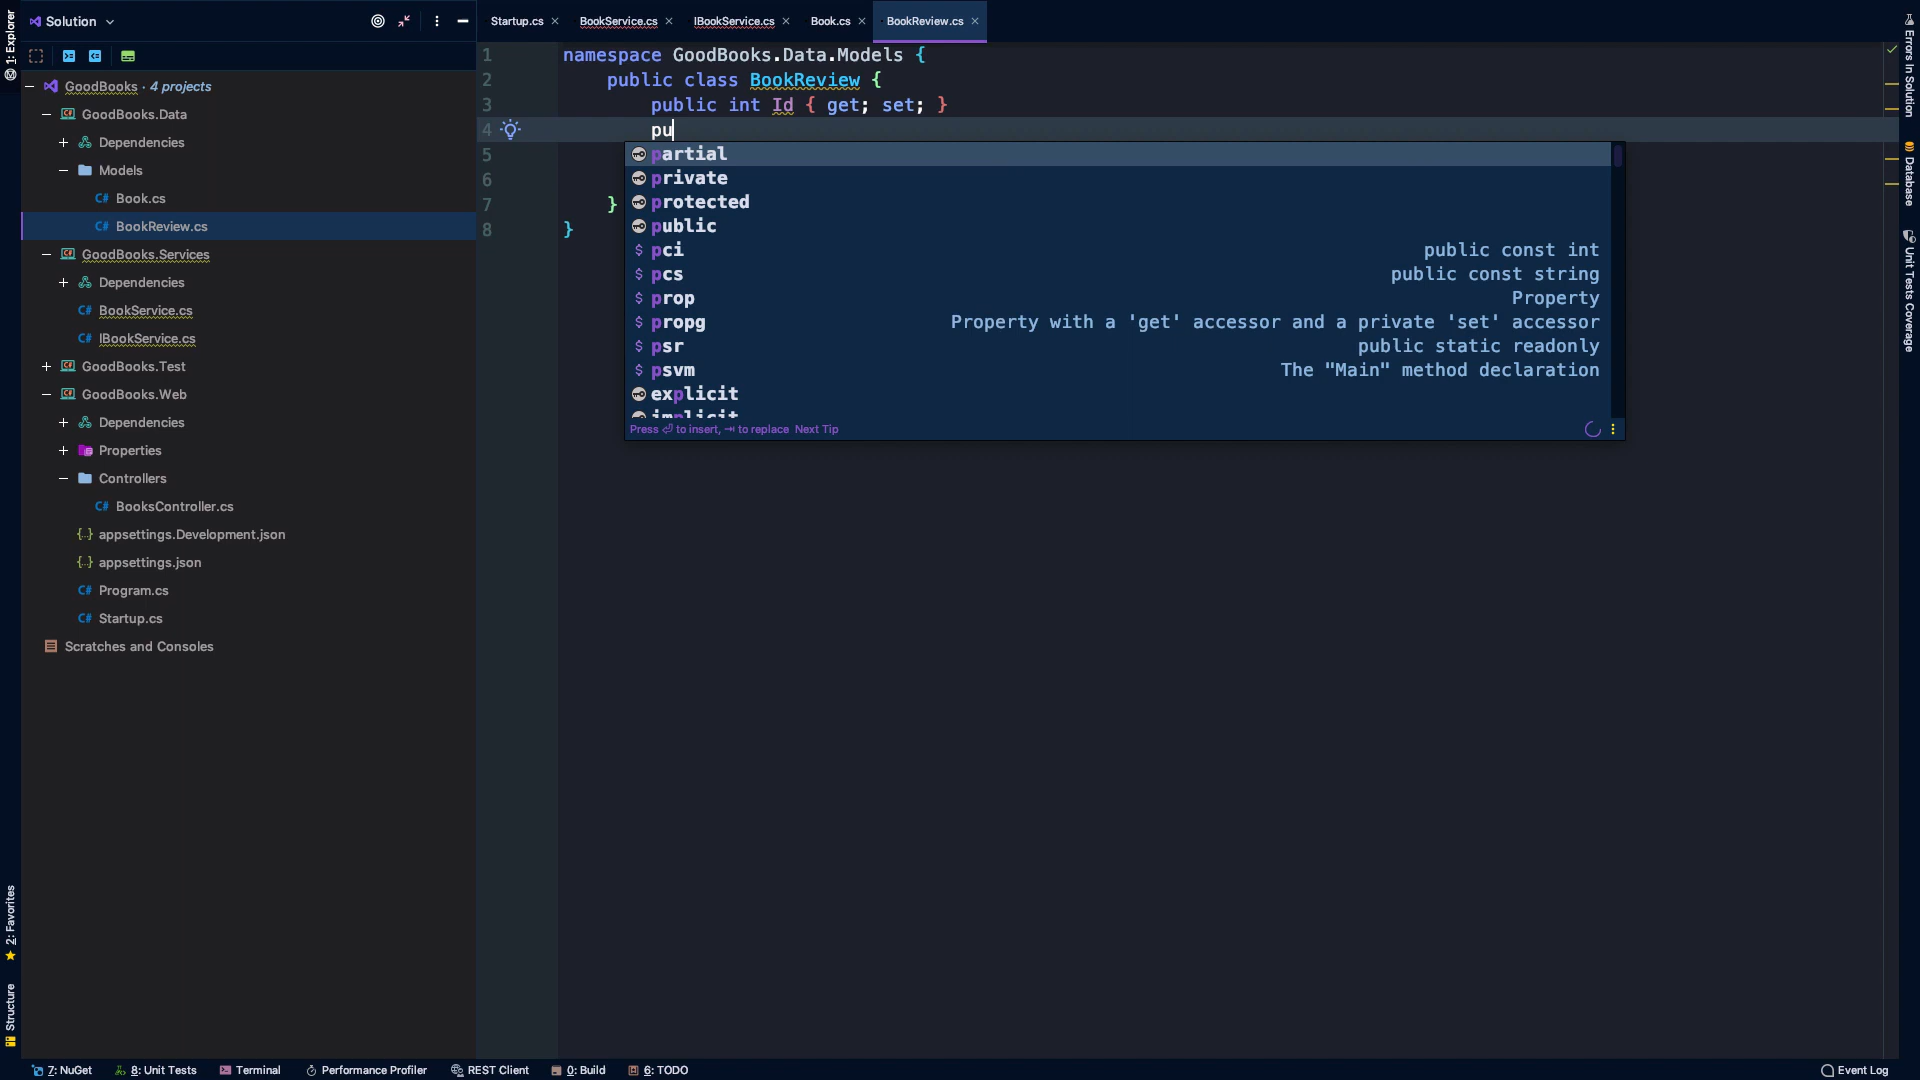 1: Explorer
Solution
Startup.cs
BookService.cs
IBookService.cs
Book.cs
BookReview.cs
GoodBooks · 4 projects
GoodBooks.Data
Dependencies
Models
Book.cs
BookReview.cs
GoodBooks.Services
Dependencies
BookService.cs
IBookService.cs
GoodBooks.Test
GoodBooks.Web
Dependencies
Properties
Controllers
BooksController.cs
appsettings.Development.json
appsettings.json
Program.cs
Startup.cs
Scratches and Consoles
1 namespace GoodBooks.Data.Models {
2 public class BookReview {
3 public int Id { get; set; }
4 pu
5
6
7 }
8 }
partial
private
protected
public
pci public const int
pcs public const string
prop Property
propg Property with a 'get' accessor and a private 'set' accessor
psr public static readonly
psvm The "Main" method declaration
explicit
implicit
Press ⏎ to insert, ⇥ to replace Next Tip
Errors In Solution
Database
Unit Tests Coverage
2: Favorites
Structure
7: NuGet
8: Unit Tests
Terminal
Performance Profiler
REST Client
0: Build
6: TODO
Event Log